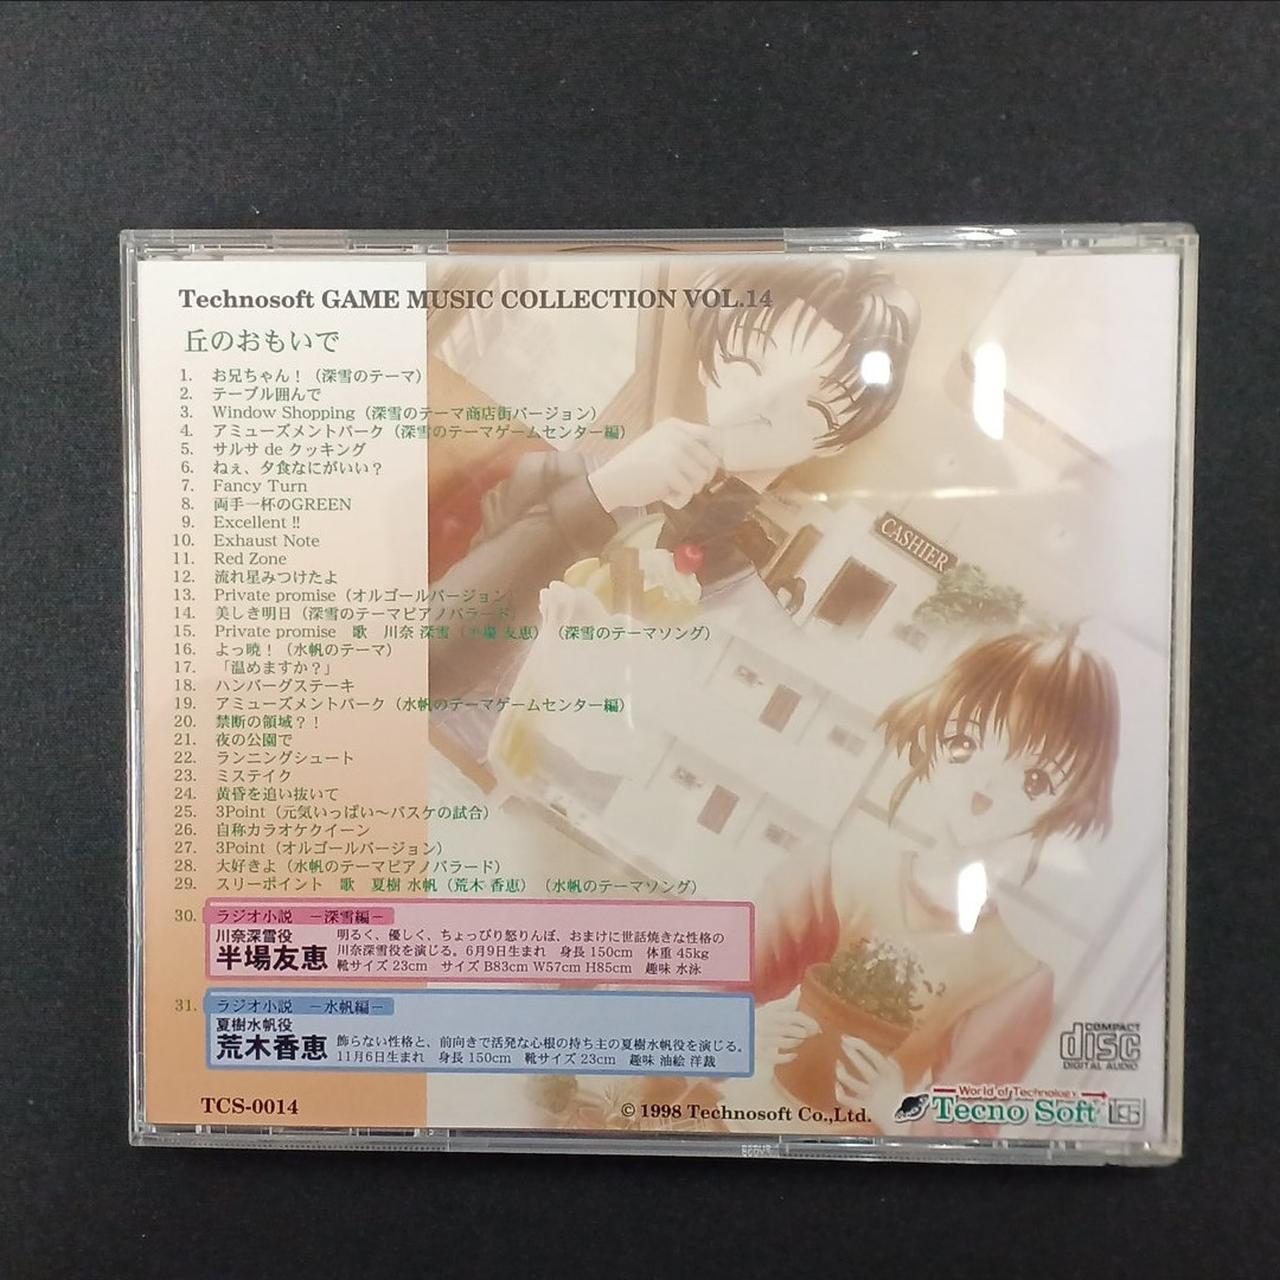 Technosoft GAME MUSIC COLLECTION VOL.14
丘のおもいで
1. お兄ちゃん！（深雪のテーマ）
2. テーブル囲んで
3. Window Shopping（深雪のテーマ商店街バージョン）
4. アミューズメントパーク（深雪のテーマゲームセンター編）
5. サルサ de クッキング
6. ねぇ、夕食なにがいい？
7. Fancy Turn
8. 両手一杯のGREEN
9. Excellent !!
10. Exhaust Note
11. Red Zone
12. 流れ星みつけたよ
13. Private promise（オルゴールバージョン）
14. 美しき明日（深雪のテーマピアノバラード）
15. Private promise　歌　川奈 深雪（半場 友恵）（深雪のテーマソング）
16. よっ暁！（水帆のテーマ）
17. 「温めますか？」
18. ハンバーグステーキ
19. アミューズメントパーク（水帆のテーマゲームセンター編）
20. 禁断の領域？！
21. 夜の公園で
22. ランニングシュート
23. ミステイク
24. 黄昏を追い抜いて
25. 3Point（元気いっぱい〜バスケの試合）
26. 自称カラオケクイーン
27. 3Point（オルゴールバージョン）
28. 大好きよ（水帆のテーマピアノバラード）
29. スリーポイント　歌　夏樹 水帆（荒木 香恵）（水帆のテーマソング）
30. ラジオ小説　－深雪編－
川奈深雪役
半場友恵
明るく、優しく、ちょっぴり怒りんぼ、おまけに世話焼きな性格の
川奈深雪役を演じる。6月9日生まれ　身長 150cm　体重 45kg
靴サイズ 23cm　サイズ B83cm W57cm H85cm　趣味 水泳
31. ラジオ小説　－水帆編－
夏樹水帆役
荒木香恵
飾らない性格と、前向きで活発な心根の持ち主の夏樹水帆役を演じる。
11月6日生まれ　身長 150cm　靴サイズ 23cm　趣味 油絵 洋裁
TCS-0014
© 1998 Technosoft Co.,Ltd.
CASHIER
COMPACT
disc
DIGITAL AUDIO
World of Technology
Tecno Soft